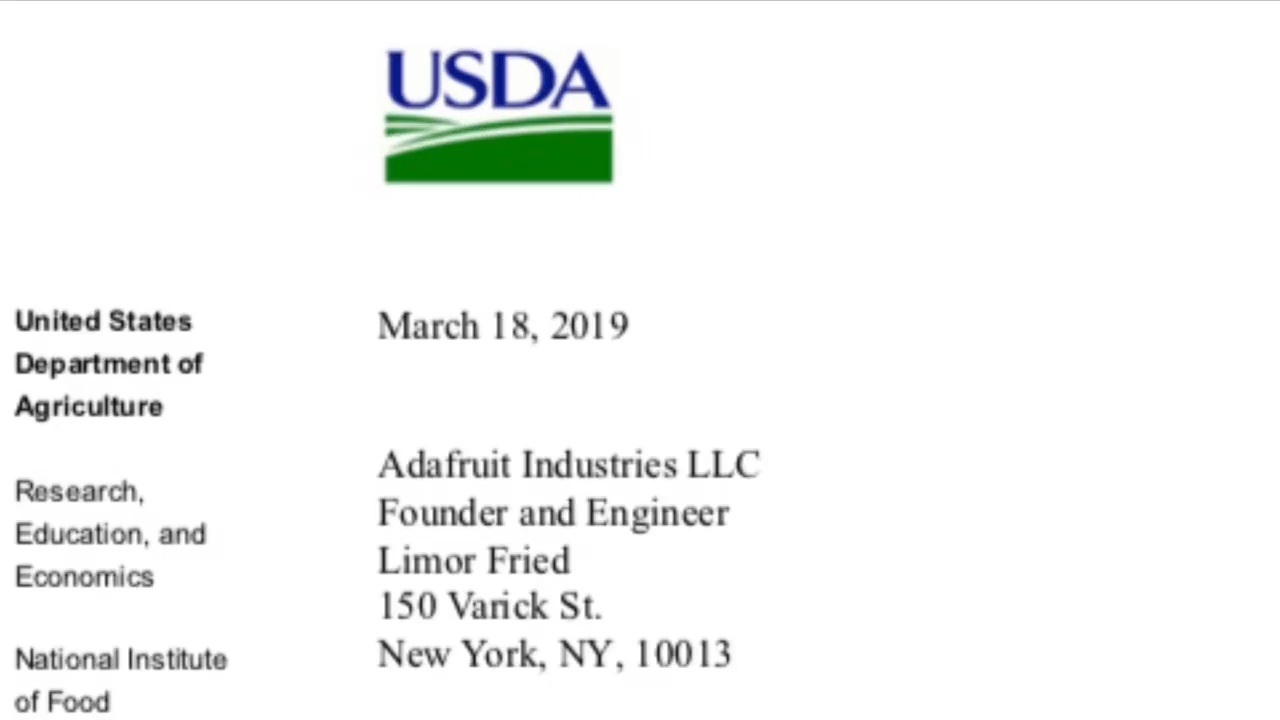 USDA
United States
Department of
Agriculture
Research,
Education, and
Economics
National Institute
of Food
March 18, 2019
Adafruit Industries LLC
Founder and Engineer
Limor Fried
150 Varick St.
New York, NY, 10013